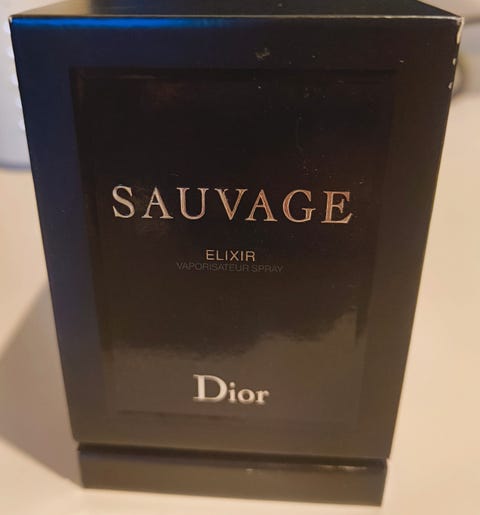 SAUVAGE
ELIXIR
VAPORISATEUR SPRAY
Dior